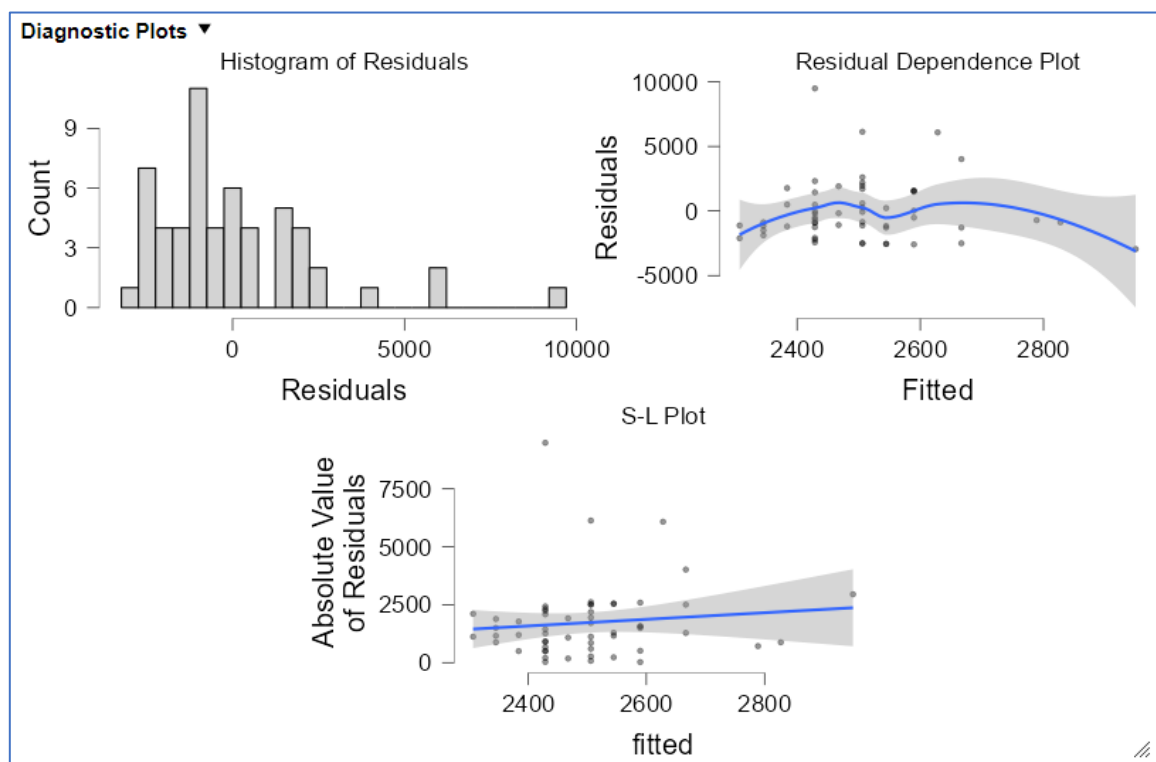 Diagnostic Plots ▼
Histogram of Residuals
Count
9
6
3
0
0
5000
10000
Residuals
Residual Dependence Plot
Residuals
10000
5000
0
-5000
2400
2600
2800
Fitted
S-L Plot
Absolute Value
of Residuals
7500
5000
2500
0
2400
2600
2800
fitted